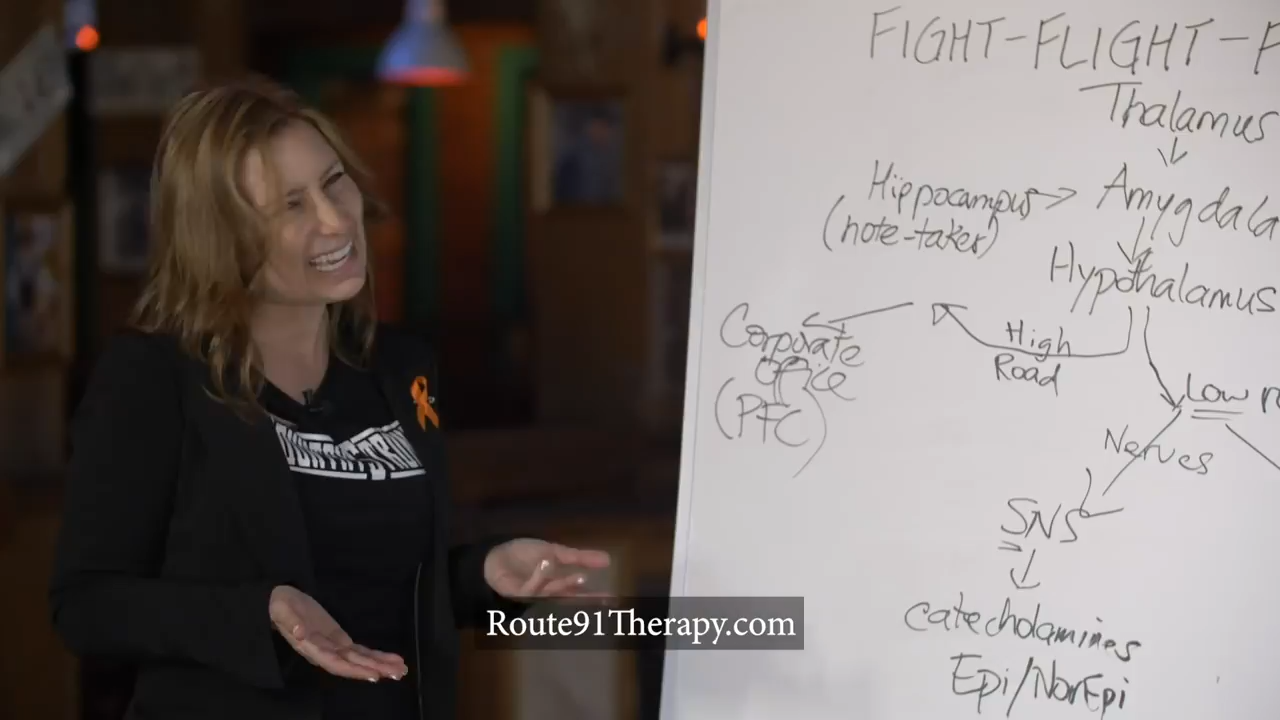 FIGHT-FLIGHT-F
Thalamus
Hippocampus
Amygdala
(note-taker)
Hypothalamus
Corporate
office
(PFC)
High
Road
Low r
Nerves
SNS
catecholamines
Epi/NorEpi
Route91Therapy.com